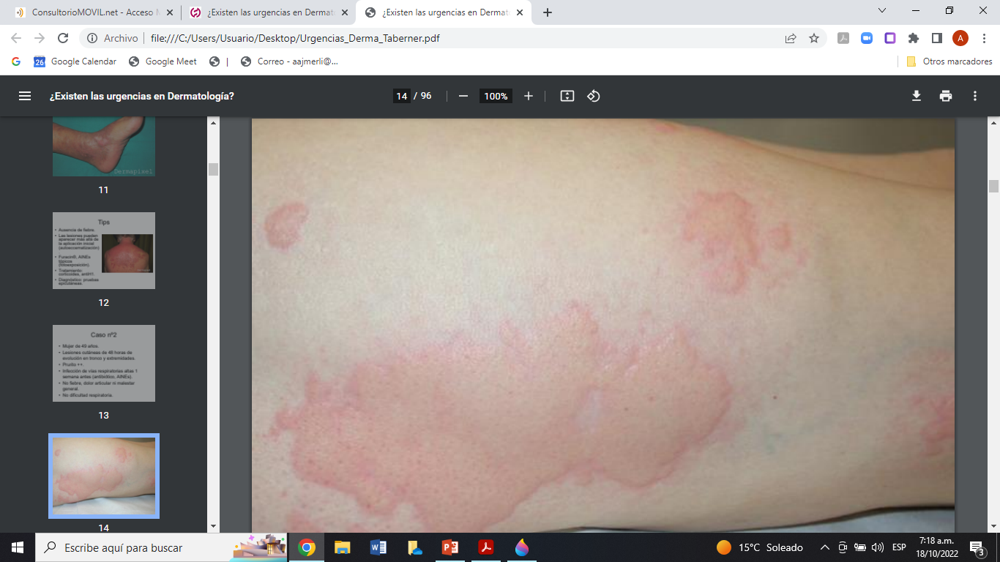 ConsultorioMOVIL.net - Acceso M
¿Existen las urgencias en Dermato
¿Existen las urgencias en Dermato
Archivo
file:///C:/Users/Usuario/Desktop/Urgencias_Derma_Taberner.pdf
A
26
Google Calendar
Google Meet
|
Correo - aajmerli@...
Otros marcadores
¿Existen las urgencias en Dermatología?
14 / 96
100%
Dermapixel
11
Tips
• Ausencia de fiebre.
• Las lesiones pueden
aparecer más allá de
la aplicación inicial
(autoeccematización)
• Furacin®, AINEs
tópicos
(fotoexposición).
• Tratamiento:
corticoides, antiH1.
• Diagnóstico: pruebas
epicutáneas.
12
Caso nº2
• Mujer de 45 años.
• Lesiones cutáneas de 48 horas de
evolución en tronco y extremidades.
• Prurito ++.
• Infección de vías respiratorias altas 1
semana antes (antibiótico, AINEs).
• No fiebre, dolor articular ni malestar
general.
• No dificultad respiratoria.
13
14
Escribe aquí para buscar
15°C Soleado
ESP
7:18 a.m.
18/10/2022
3